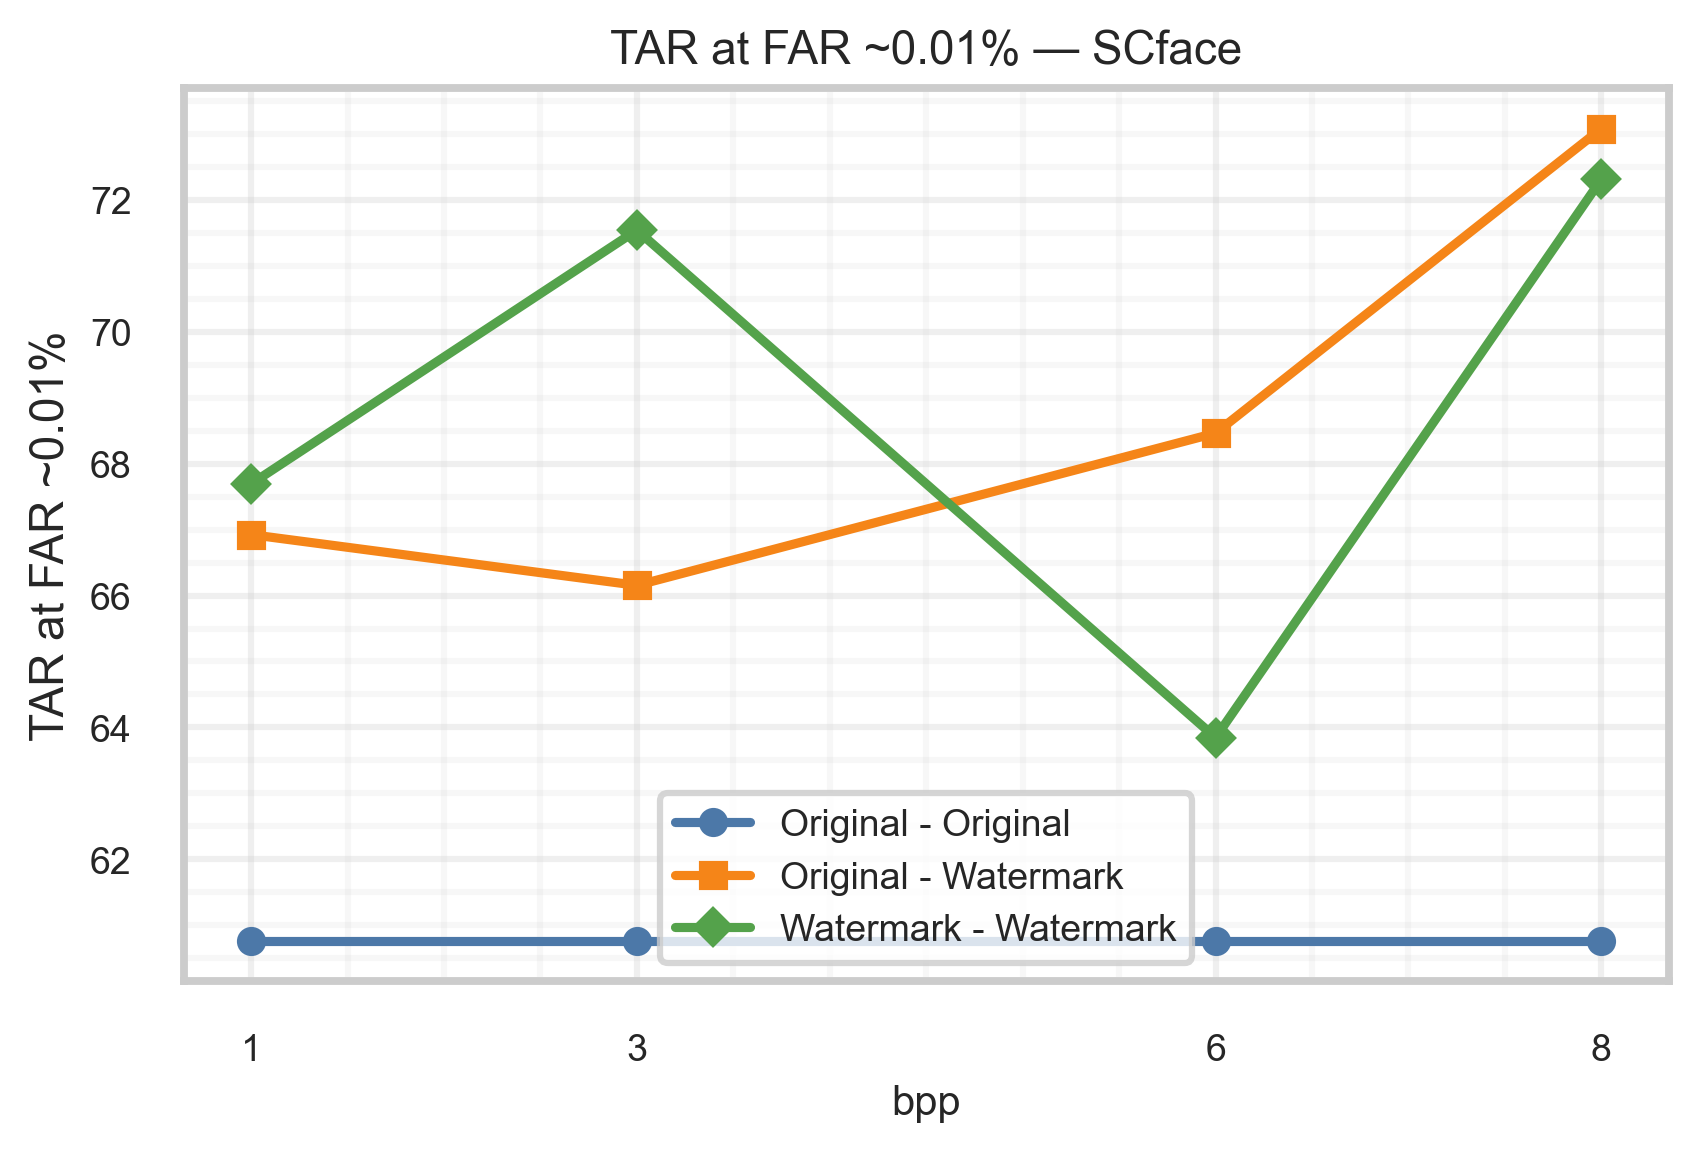 TAR at FAR ~0.01% — SCface
TAR at FAR ~0.01%
72
70
68
66
64
62
Original - Original
Original - Watermark
Watermark - Watermark
1 3 6 8
bpp